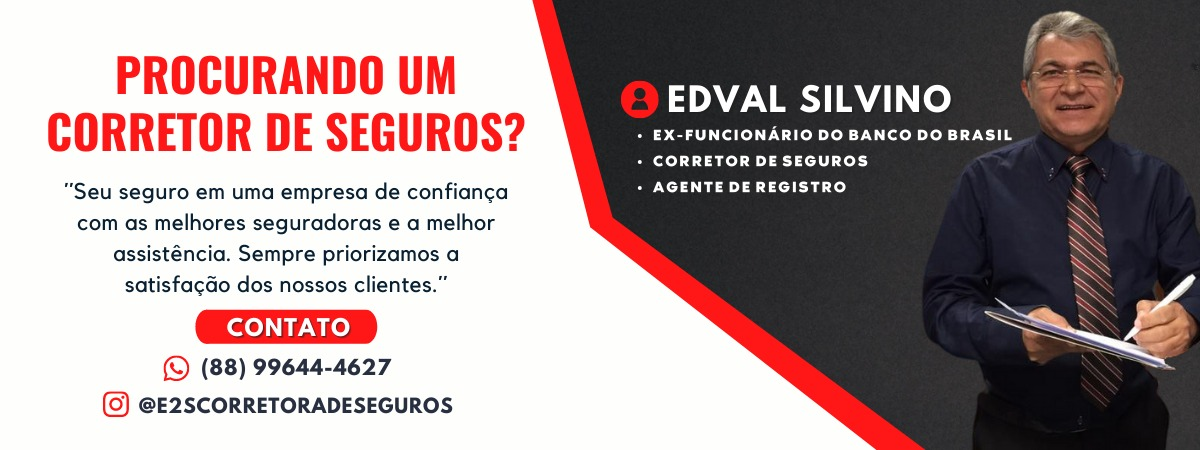 PROCURANDO UM
CORRETOR DE SEGUROS?
"Seu seguro em uma empresa de confiança
com as melhores seguradoras e a melhor
assistência. Sempre priorizamos a
satisfação dos nossos clientes."
CONTATO
(88) 99644-4627
@E2SCORRETORADESEGUROS
EDVAL SILVINO
• EX-FUNCIONÁRIO DO BANCO DO BRASIL
• CORRETOR DE SEGUROS
• AGENTE DE REGISTRO